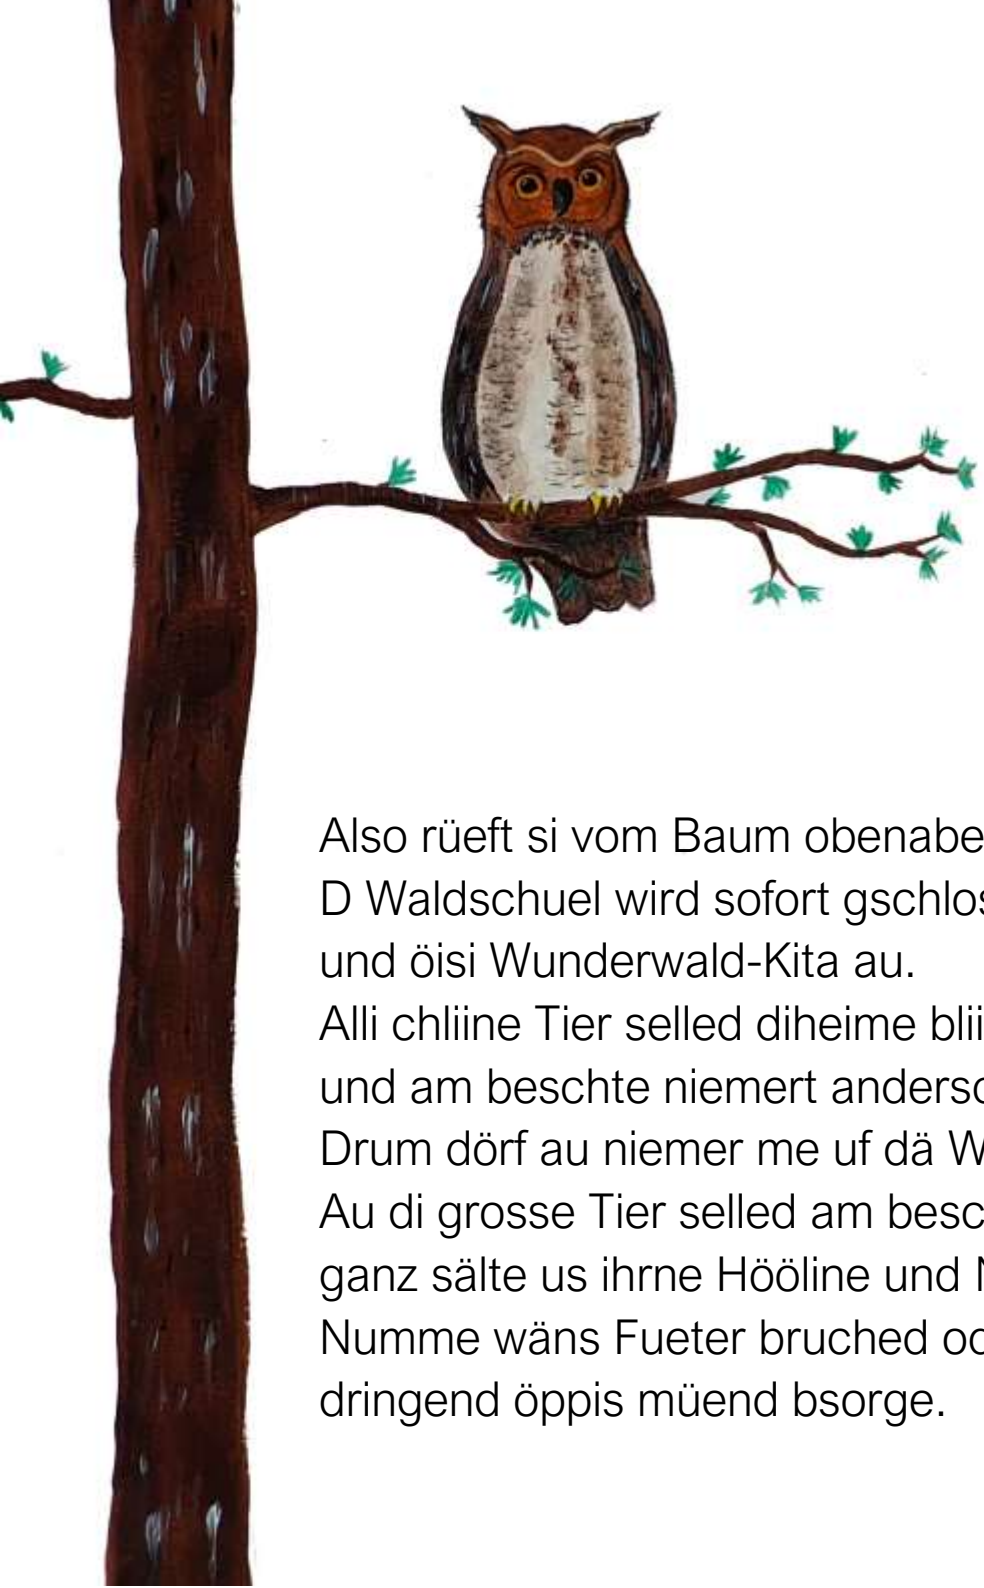 Also rüeft si vom Baum obenabe
D Waldschuel wird sofort
und öisi Wunderwald-Kita au.
Alli chliine Tier selled diheime
und am beschte niemert
Drum dörf au niemer me uf dä
Au di grosse Tier selled am
ganz sälte us ihrne Hööline und
Numme wäns Fueter bruched
dringend öppis müend bsorge.